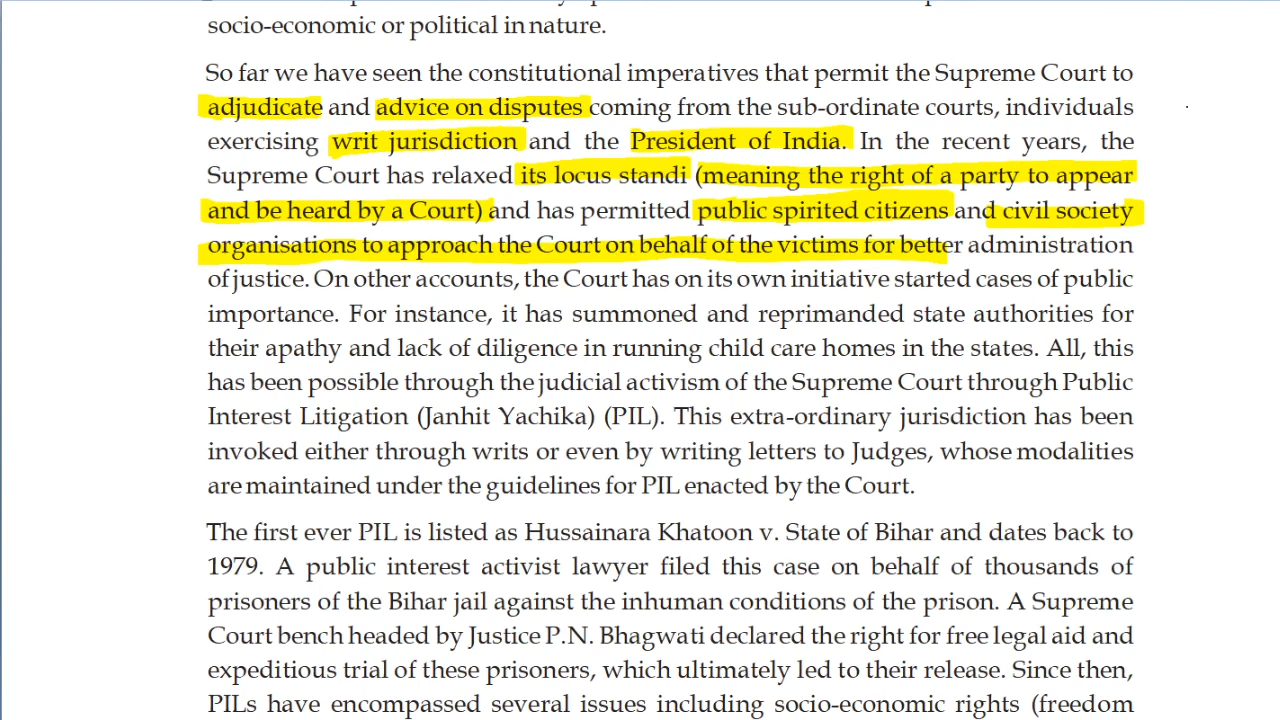 socio-economic or political in nature.
So far we have seen the constitutional imperatives that permit the Supreme Court to
adjudicate and advice on disputes coming from the sub-ordinate courts, individuals
exercising writ jurisdiction and the President of India. In the recent years, the
Supreme Court has relaxed its locus standi (meaning the right of a party to appear
and be heard by a Court) and has permitted public spirited citizens and civil society
organisations to approach the Court on behalf of the victims for better administration
of justice. On other accounts, the Court has on its own initiative started cases of public
importance. For instance, it has summoned and reprimanded state authorities for
their apathy and lack of diligence in running child care homes in the states. All, this
has been possible through the judicial activism of the Supreme Court through Public
Interest Litigation (Janhit Yachika) (PIL). This extra-ordinary jurisdiction has been
invoked either through writs or even by writing letters to Judges, whose modalities
are maintained under the guidelines for PIL enacted by the Court.
The first ever PIL is listed as Hussainara Khatoon v. State of Bihar and dates back to
1979. A public interest activist lawyer filed this case on behalf of thousands of
prisoners of the Bihar jail against the inhuman conditions of the prison. A Supreme
Court bench headed by Justice P.N. Bhagwati declared the right for free legal aid and
expeditious trial of these prisoners, which ultimately led to their release. Since then,
PILs have encompassed several issues including socio-economic rights (freedom